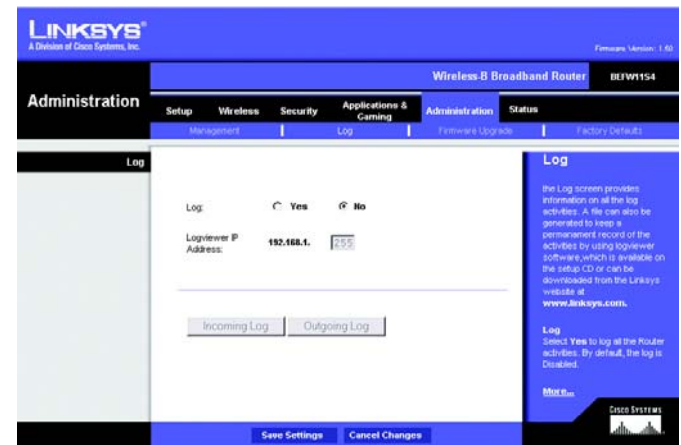 LINKSYS®
A Division of Cisco Systems, Inc.
Firmware Version: 1.50
Wireless-B Broadband Router
BEFW11S4
Administration
Setup
Wireless
Security
Applications & Gaming
Administration
Status
Management
Log
Firmware Upgrade
Factory Defaults
Log
Log:
Yes
No
Logviewer IP
Address:
192.168.1.
255
Incoming Log
Outgoing Log
Log
the Log screen provides
information on all the log
activities. A file can also be
generated to keep a
permanement record of the
activities by using logviewer
software,which is available on
the setup CD or can be
downloaded from the Linksys
website at
www.linksys.com.
Log
Select Yes to log all the Router
activities. By default, the log is
Disabled.
More...
CISCO SYSTEMS
Save Settings
Cancel Changes